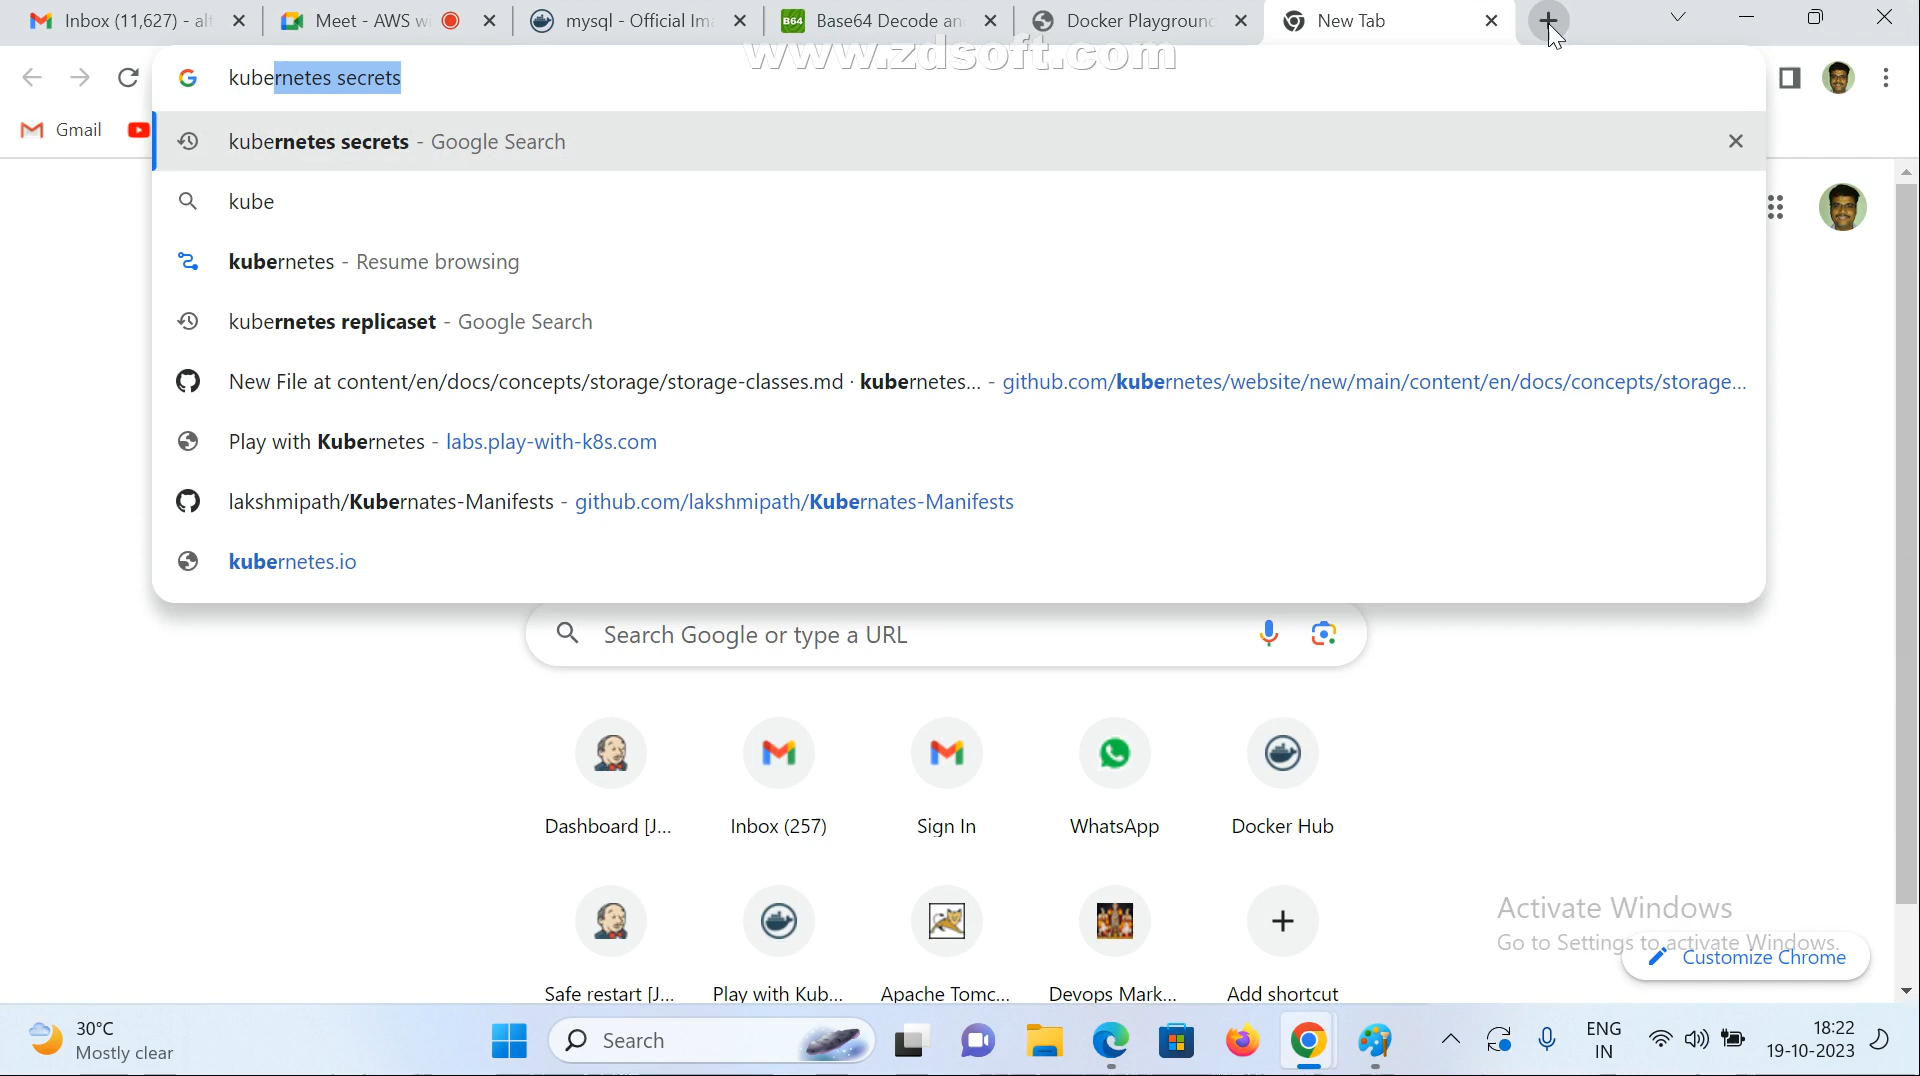 Inbox (11,627) - alt
Meet - AWS wi
mysql - Official Im
B64 Base64 Decode an
Docker Playground
New Tab
www.zdsoft.com
kubernetes secrets
Gmail
kubernetes secrets - Google Search
kube
kubernetes - Resume browsing
kubernetes replicaset - Google Search
New File at content/en/docs/concepts/storage/storage-classes.md · kubernetes... - github.com/kubernetes/website/new/main/content/en/docs/concepts/storage...
Play with Kubernetes - labs.play-with-k8s.com
lakshmipath/Kubernates-Manifests - github.com/lakshmipath/Kubernates-Manifests
kubernetes.io
Search Google or type a URL
Dashboard [J...
Inbox (257)
Sign In
WhatsApp
Docker Hub
Safe restart [J...
Play with Kub...
Apache Tomc...
Devops Mark...
Add shortcut
Activate Windows
Go to Settings to activate Windows.
Customize Chrome
30°C
Mostly clear
Search
ENG
IN
18:22
19-10-2023